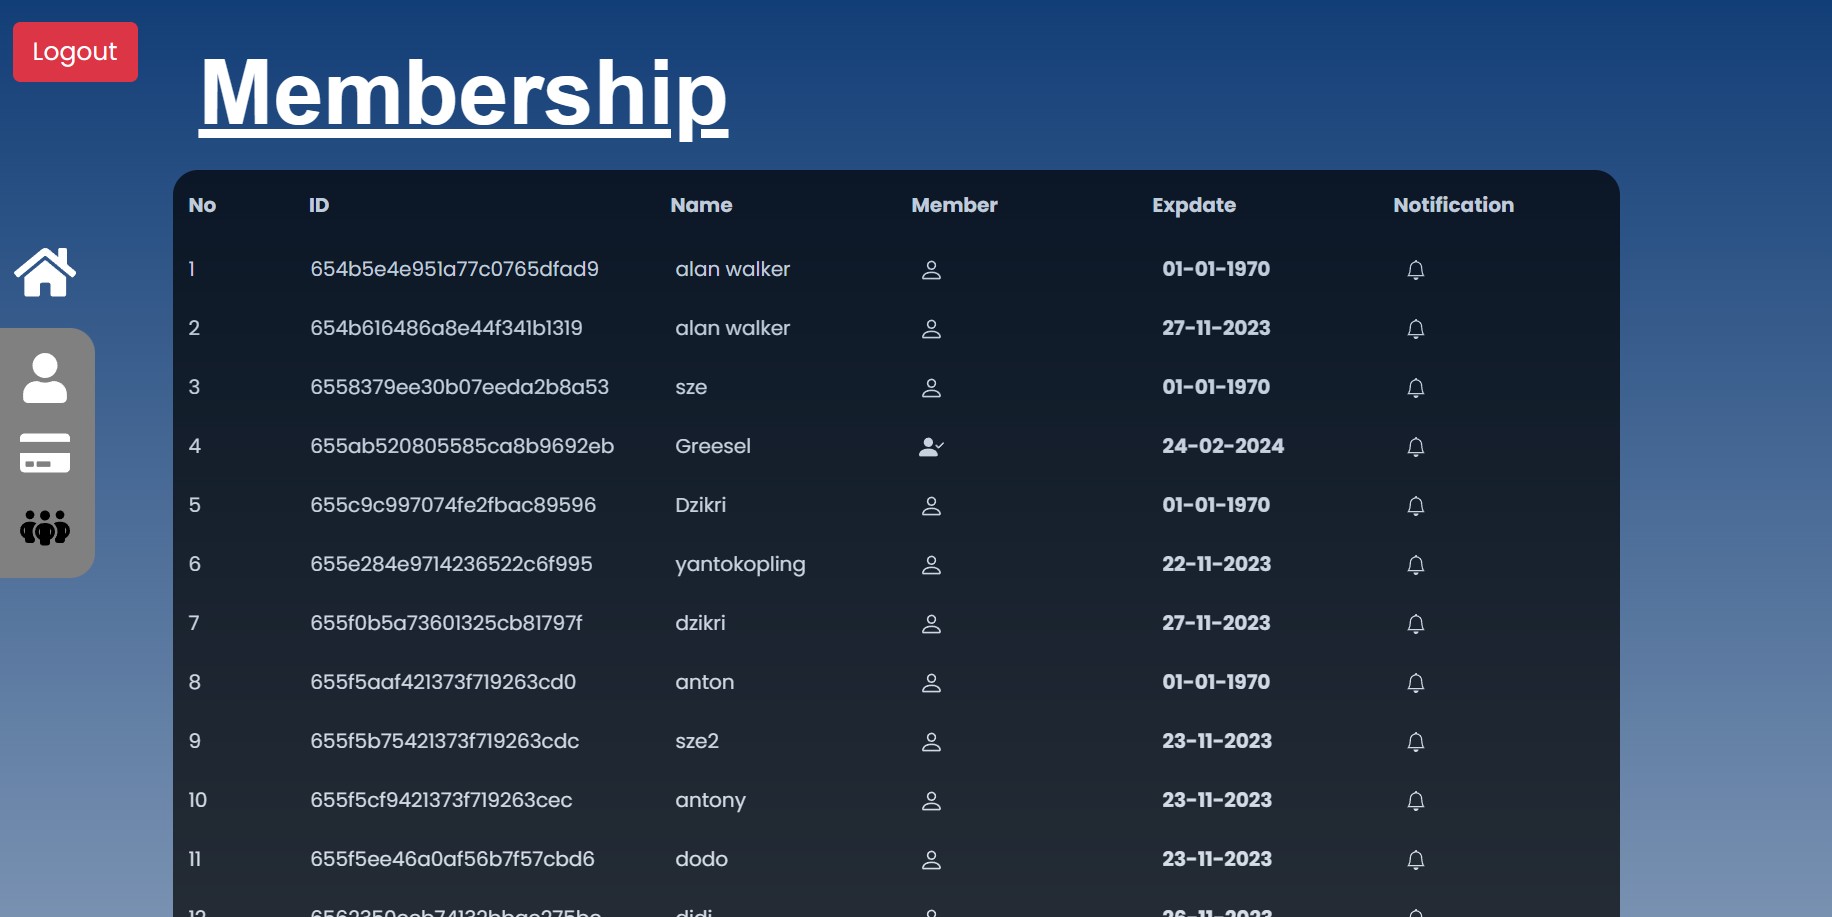 Logout
Membership
No ID Name Member Expdate Notification
1 654b5e4e951a77c0765dfad9 alan walker 01-01-1970
2 654b616486a8e44f341b1319 alan walker 27-11-2023
3 6558379ee30b07eeda2b8a53 sze 01-01-1970
4 655ab520805585ca8b9692eb Greesel 24-02-2024
5 655c9c997074fe2fbac89596 Dzikri 01-01-1970
6 655e284e9714236522c6f995 yantokopling 22-11-2023
7 655f0b5a73601325cb81797f dzikri 27-11-2023
8 655f5aaf421373f719263cd0 anton 01-01-1970
9 655f5b75421373f719263cdc sze2 23-11-2023
10 655f5cf9421373f719263cec antony 23-11-2023
11 655f5ee46a0af56b7f57cbd6 dodo 23-11-2023
12 didi 26-11-2023